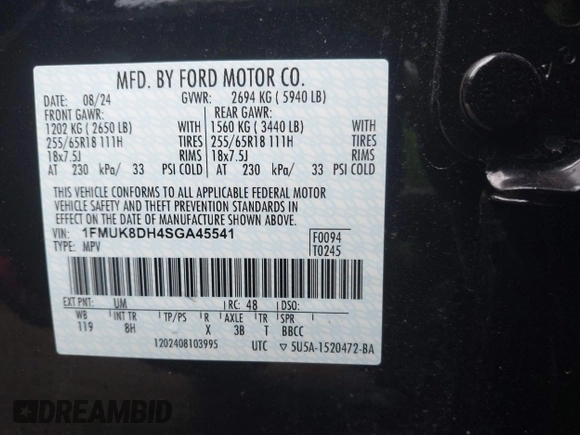 MFD. BY FORD MOTOR CO.
DATE: 08/24 GVWR: 2694 KG ( 5940 LB)
FRONT GAWR: REAR GAWR:
1202 KG ( 2650 LB) WITH 1560 KG ( 3440 LB) WITH
255/65R18 111H TIRES 255/65R18 111H TIRES
18x7.5J RIMS 18x7.5J RIMS
AT 230 kPa/ 33 PSI COLD AT 230 kPa/ 33 PSI COLD
THIS VEHICLE CONFORMS TO ALL APPLICABLE FEDERAL MOTOR
VEHICLE SAFETY AND THEFT PREVENTION STANDARDS IN
EFFECT ON THE DATE OF MANUFACTURE SHOWN ABOVE.
VIN: 1FMUK8DH4SGA45541 F0094
TYPE: MPV T0245
EXT PNT: UM RC: 48 DSO:
WB INT TR TP/PS R AXLE TR SPR
119 8H X 3B T BBCC
1202408103995 UTC ▽ 5U5A-1520472-BA
DREAMBID